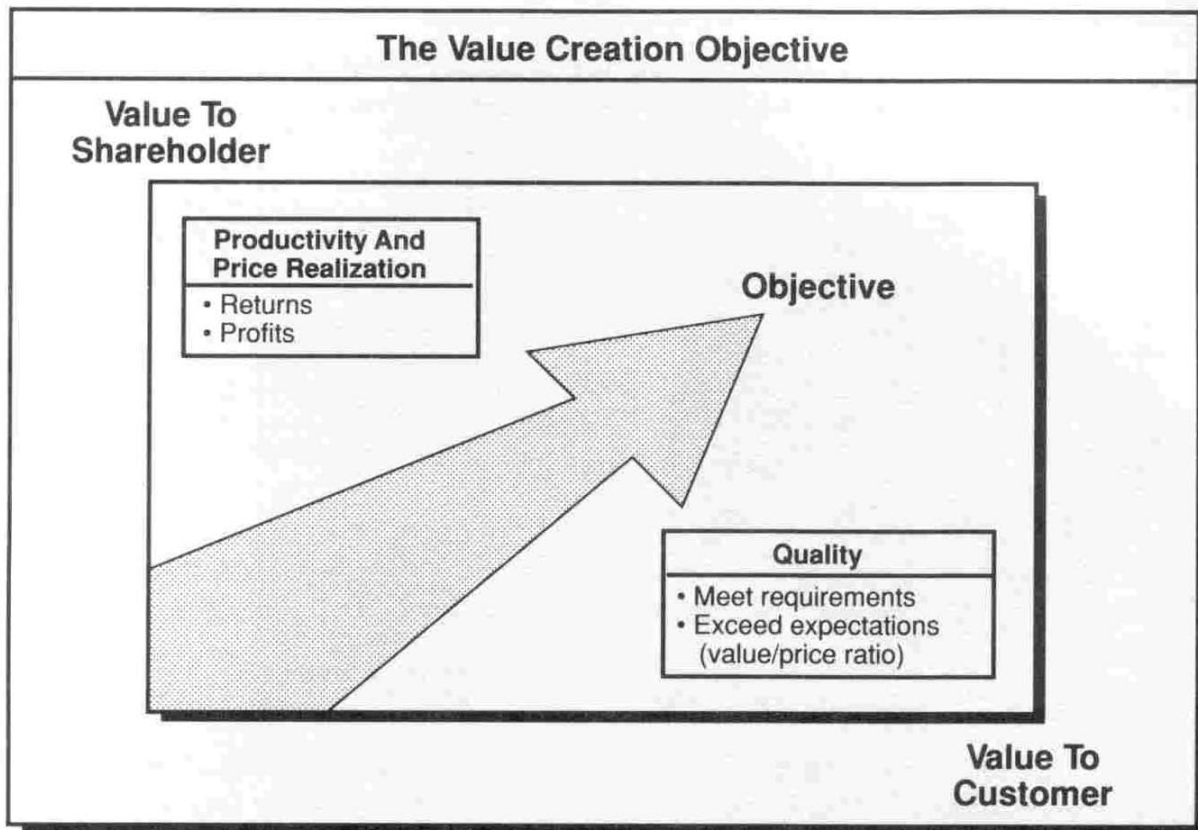 The Value Creation Objective
Value To
Shareholder
Productivity And
Price Realization
• Returns
• Profits
Objective
Quality
• Meet requirements
• Exceed expectations
(value/price ratio)
Value To
Customer